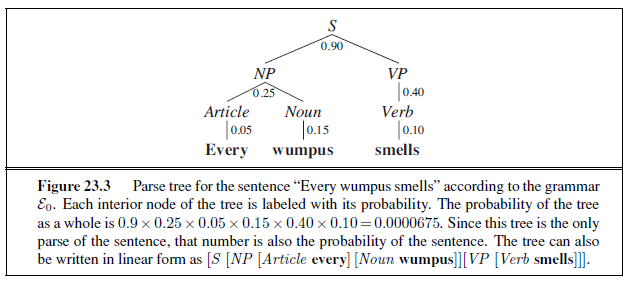 S
0.90
NP VP
0.25 0.40
Article Noun Verb
0.05 0.15 0.10
Every wumpus smells
Figure 23.3 Parse tree for the sentence “Every wumpus smells” according to the grammar
ℰ0. Each interior node of the tree is labeled with its probability. The probability of the tree
as a whole is 0.9 × 0.25 × 0.05 × 0.15 × 0.40 × 0.10 = 0.0000675. Since this tree is the only
parse of the sentence, that number is also the probability of the sentence. The tree can also
be written in linear form as [S [NP [Article every] [Noun wumpus]][VP [Verb smells]]].